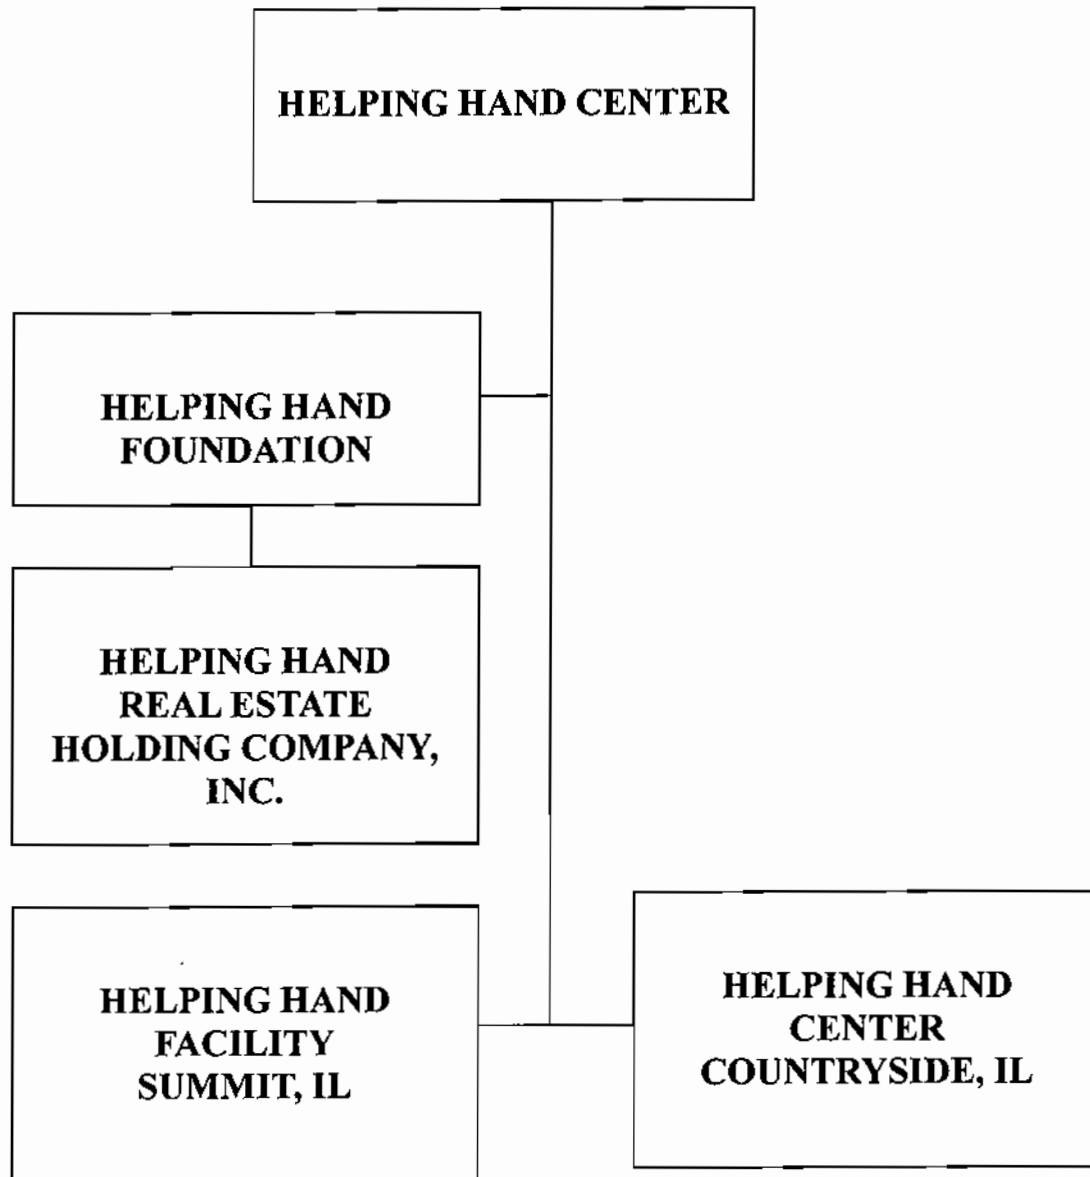 HELPING HAND CENTER
HELPING HAND
FOUNDATION
HELPING HAND
REAL ESTATE
HOLDING COMPANY,
INC.
HELPING HAND
FACILITY
SUMMIT, IL
HELPING HAND
CENTER
COUNTRYSIDE, IL